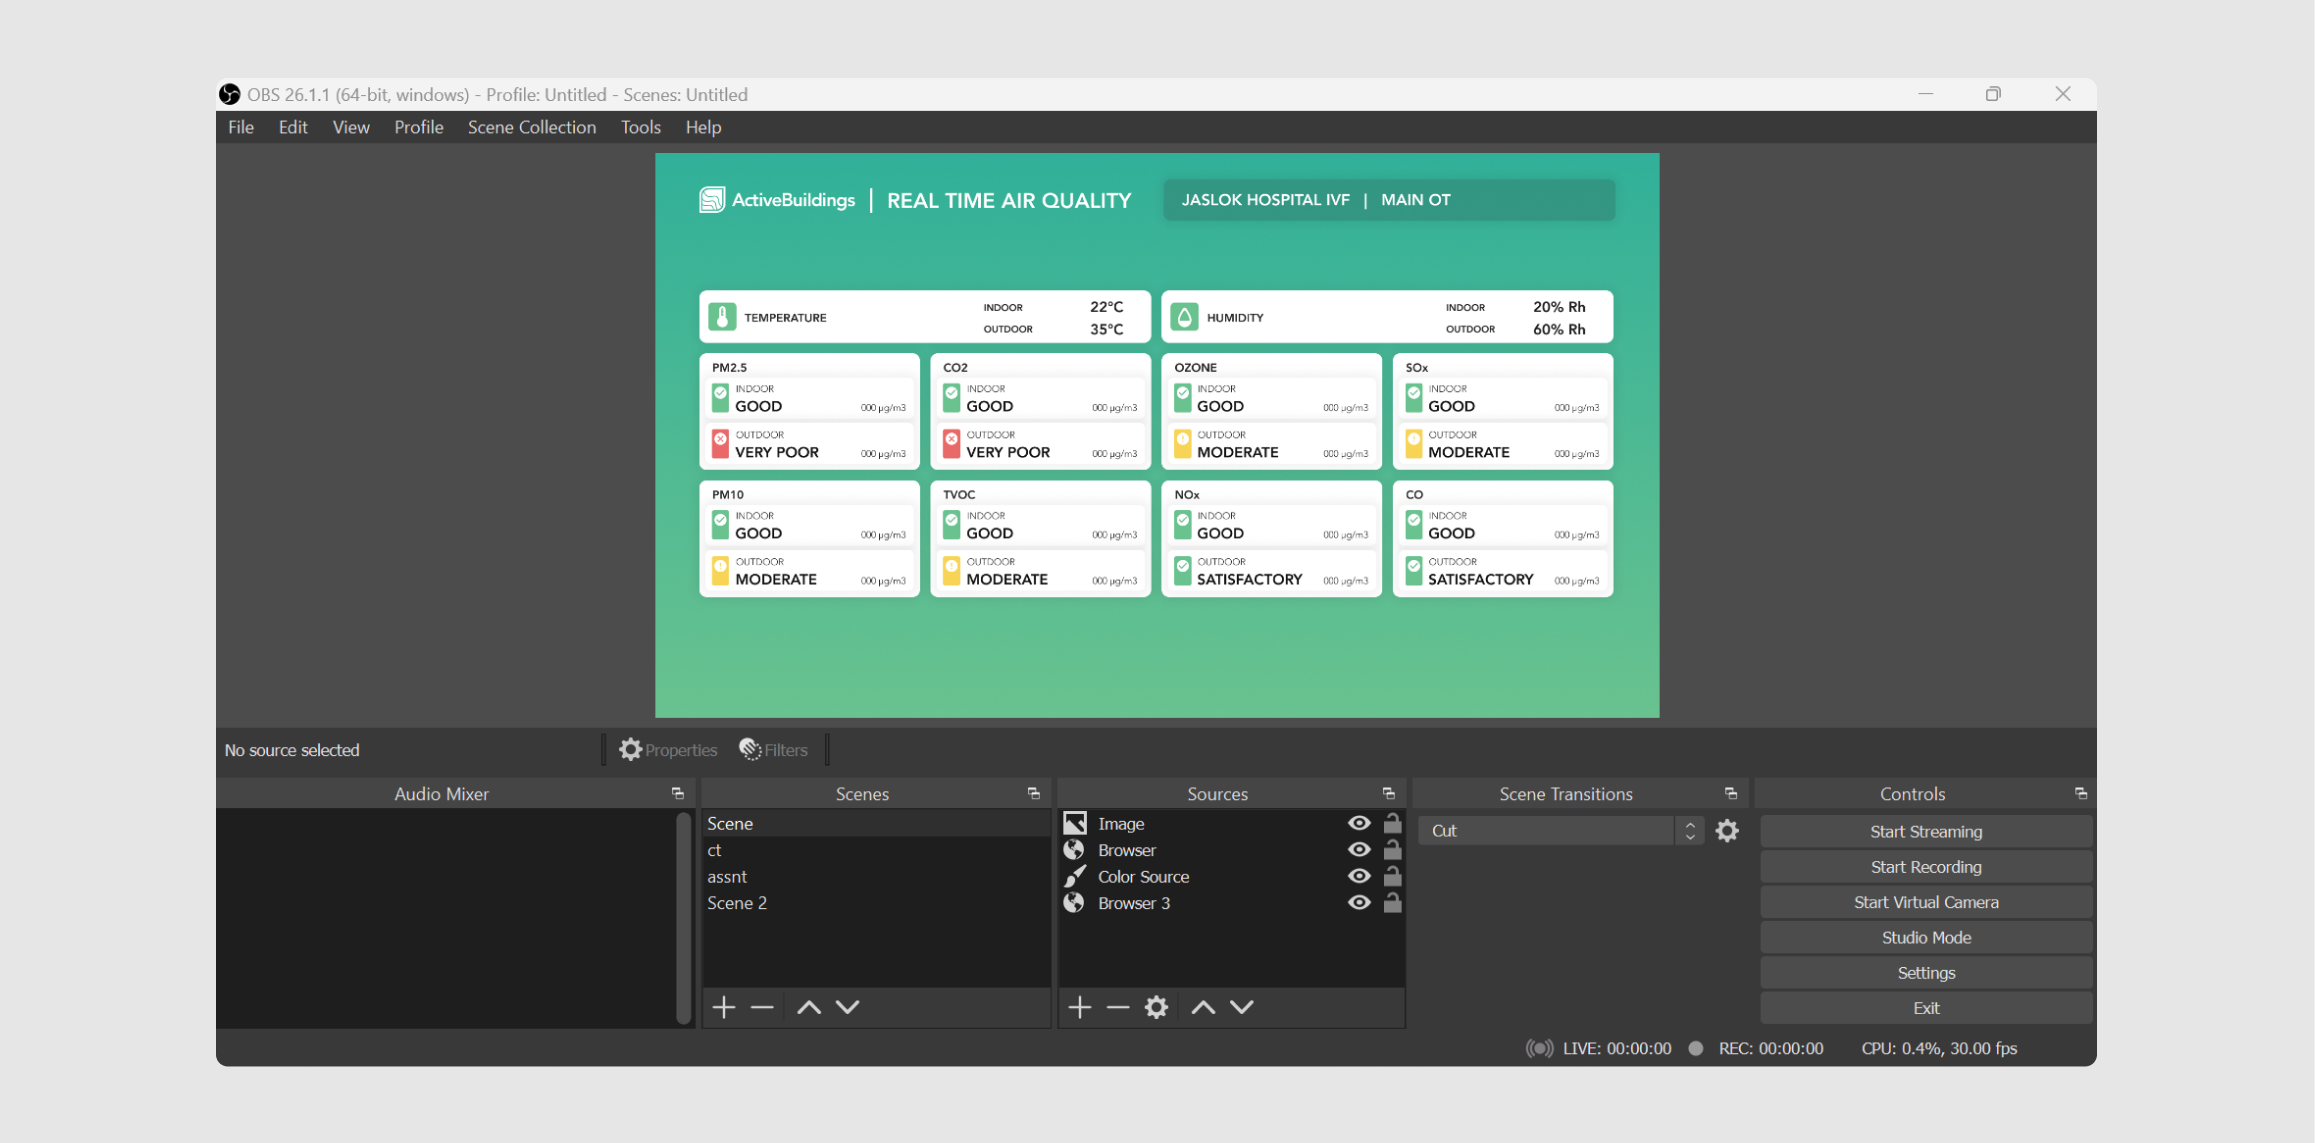 OBS 26.1.1 (64-bit, windows) - Profile: Untitled - Scenes: Untitled
File Edit View Profile Scene Collection Tools Help
ActiveBuildings | REAL TIME AIR QUALITY JASLOK HOSPITAL IVF | MAIN OT
TEMPERATURE
INDOOR 22°C
OUTDOOR 35°C
HUMIDITY
INDOOR 20% Rh
OUTDOOR 60% Rh
PM2.5
INDOOR
GOOD 000 µg/m3
OUTDOOR
VERY POOR 000 µg/m3
CO2
INDOOR
GOOD 000 µg/m3
OUTDOOR
VERY POOR 000 µg/m3
OZONE
INDOOR
GOOD 000 µg/m3
OUTDOOR
MODERATE 000 µg/m3
SOx
INDOOR
GOOD 000 µg/m3
OUTDOOR
MODERATE 000 µg/m3
PM10
INDOOR
GOOD 000 µg/m3
OUTDOOR
MODERATE 000 µg/m3
TVOC
INDOOR
GOOD 000 µg/m3
OUTDOOR
MODERATE 000 µg/m3
NOx
INDOOR
GOOD 000 µg/m3
OUTDOOR
SATISFACTORY 000 µg/m3
CO
INDOOR
GOOD 000 µg/m3
OUTDOOR
SATISFACTORY 000 µg/m3
No source selected Properties Filters
Audio Mixer
Scenes
Scene
ct
assnt
Scene 2
Sources
Image
Browser
Color Source
Browser 3
Scene Transitions
Cut
Controls
Start Streaming
Start Recording
Start Virtual Camera
Studio Mode
Settings
Exit
LIVE: 00:00:00 REC: 00:00:00 CPU: 0.4%, 30.00 fps